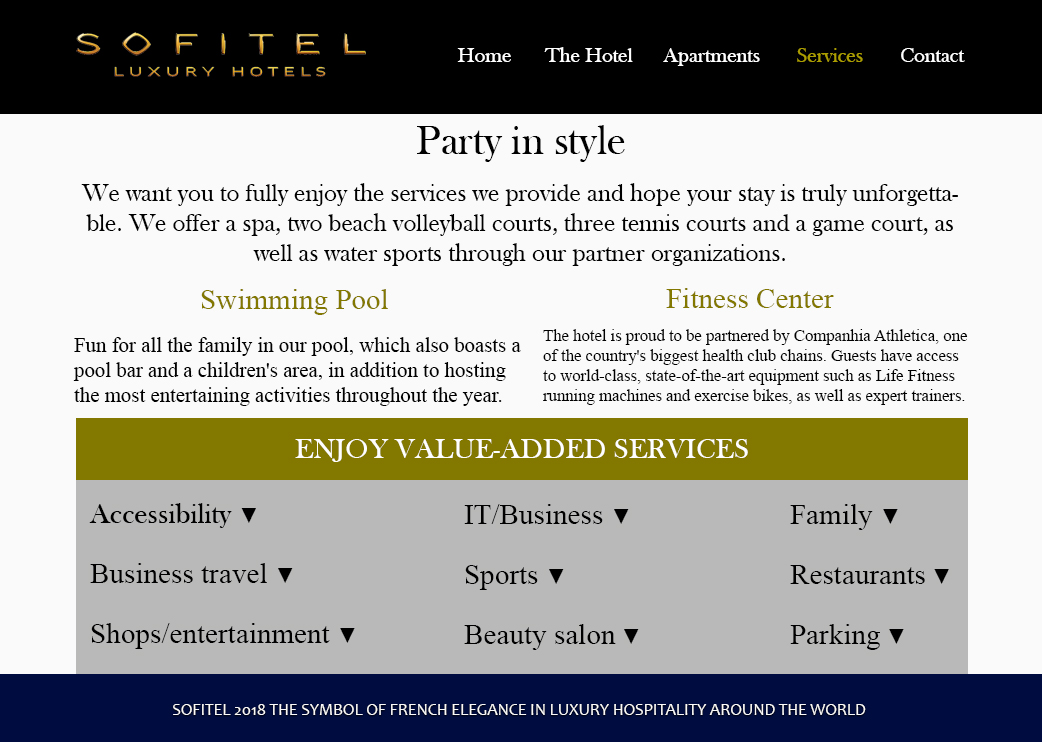 SOFITEL
LUXURY HOTELS
Home The Hotel Apartments Services Contact
Party in style
We want you to fully enjoy the services we provide and hope your stay is truly unforgetta-
ble. We offer a spa, two beach volleyball courts, three tennis courts and a game court, as
well as water sports through our partner organizations.
Swimming Pool
Fun for all the family in our pool, which also boasts a
pool bar and a children's area, in addition to hosting
the most entertaining activities throughout the year.
Fitness Center
The hotel is proud to be partnered by Companhia Athletica, one
of the country's biggest health club chains. Guests have access
to world-class, state-of-the-art equipment such as Life Fitness
running machines and exercise bikes, as well as expert trainers.
ENJOY VALUE-ADDED SERVICES
Accessibility ▼ IT/Business ▼ Family ▼
Business travel ▼ Sports ▼ Restaurants ▼
Shops/entertainment ▼ Beauty salon ▼ Parking ▼
SOFITEL 2018 THE SYMBOL OF FRENCH ELEGANCE IN LUXURY HOSPITALITY AROUND THE WORLD